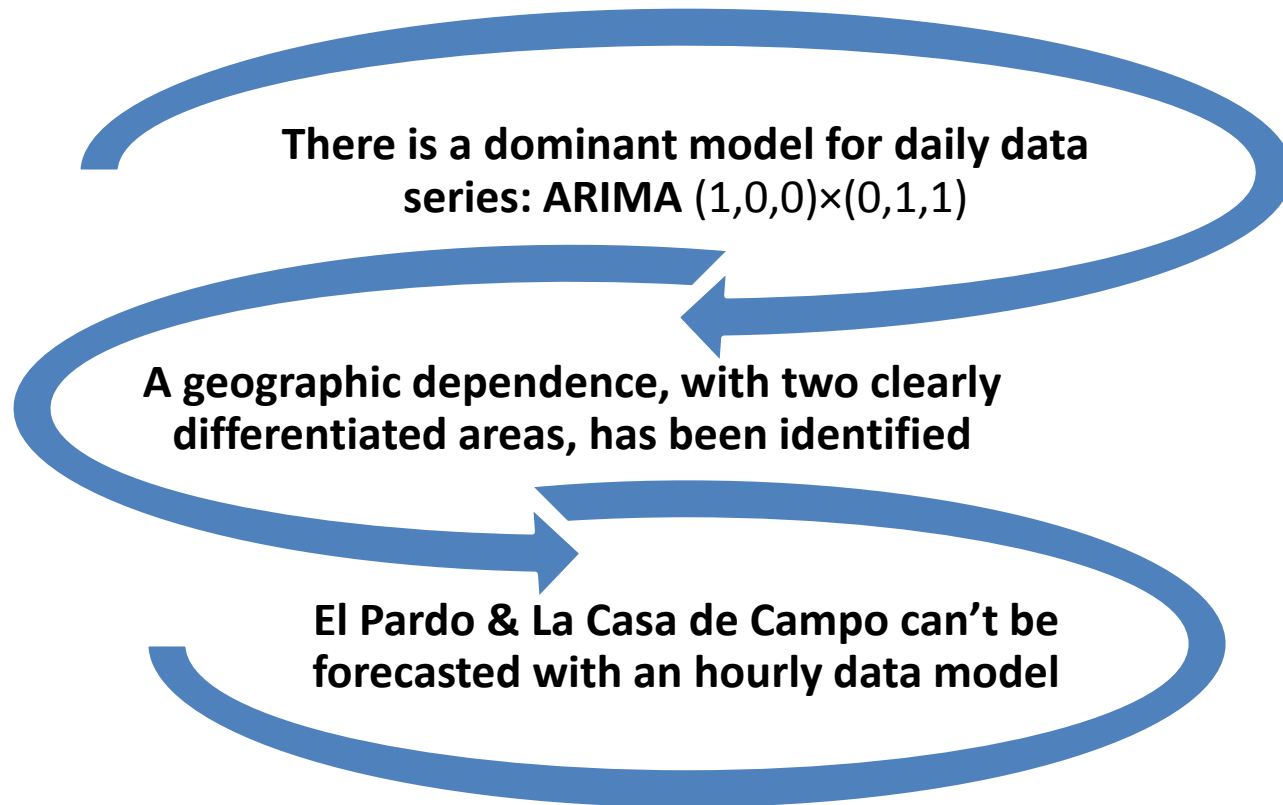 There is a dominant model for daily data
series: ARIMA (1,0,0)×(0,1,1)
A geographic dependence, with two clearly
differentiated areas, has been identified
El Pardo & La Casa de Campo can’t be
forecasted with an hourly data model